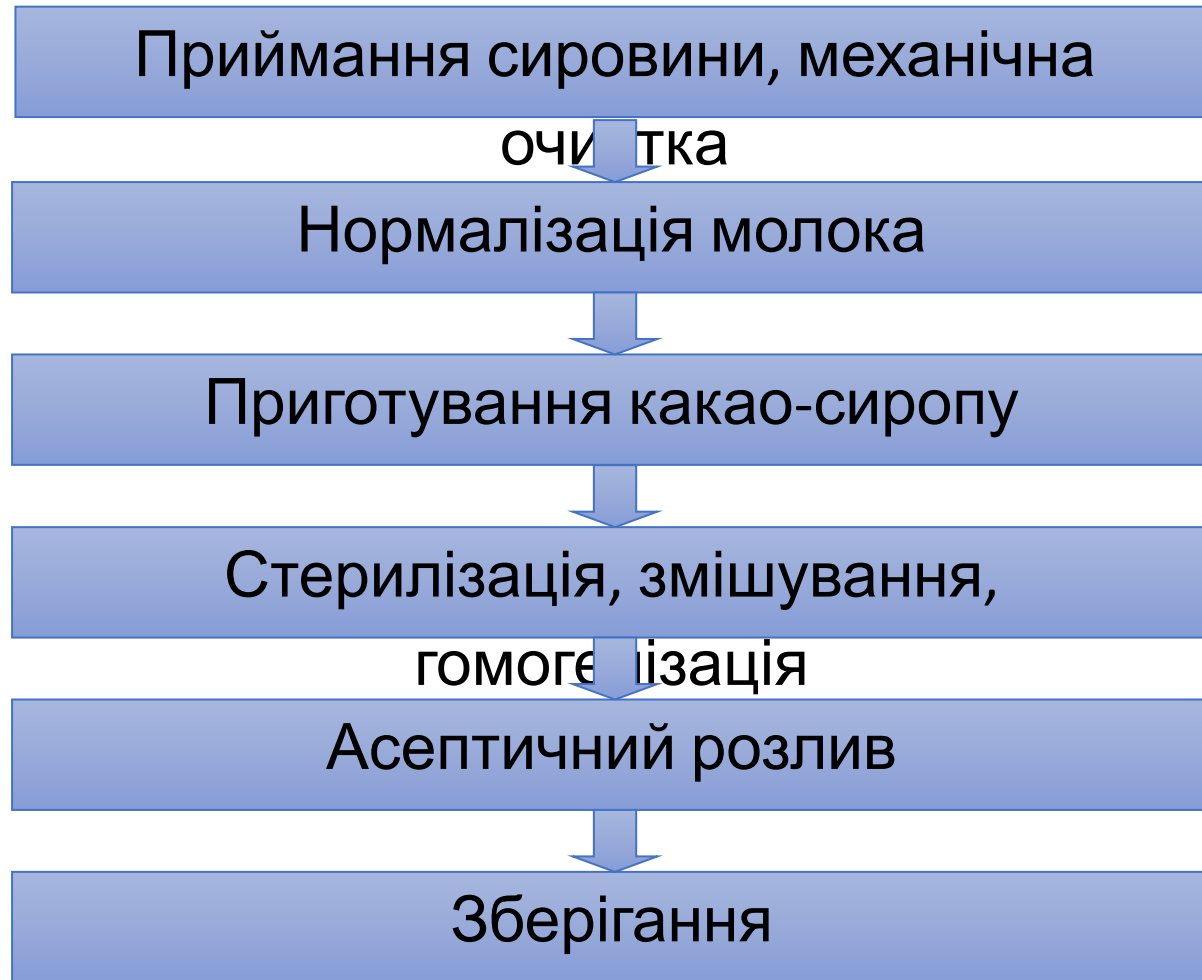 Приймання сировини, механічна
очистка
Нормалізація молока
Приготування какао-сиропу
Стерилізація, змішування,
гомогенізація
Асептичний розлив
Зберігання